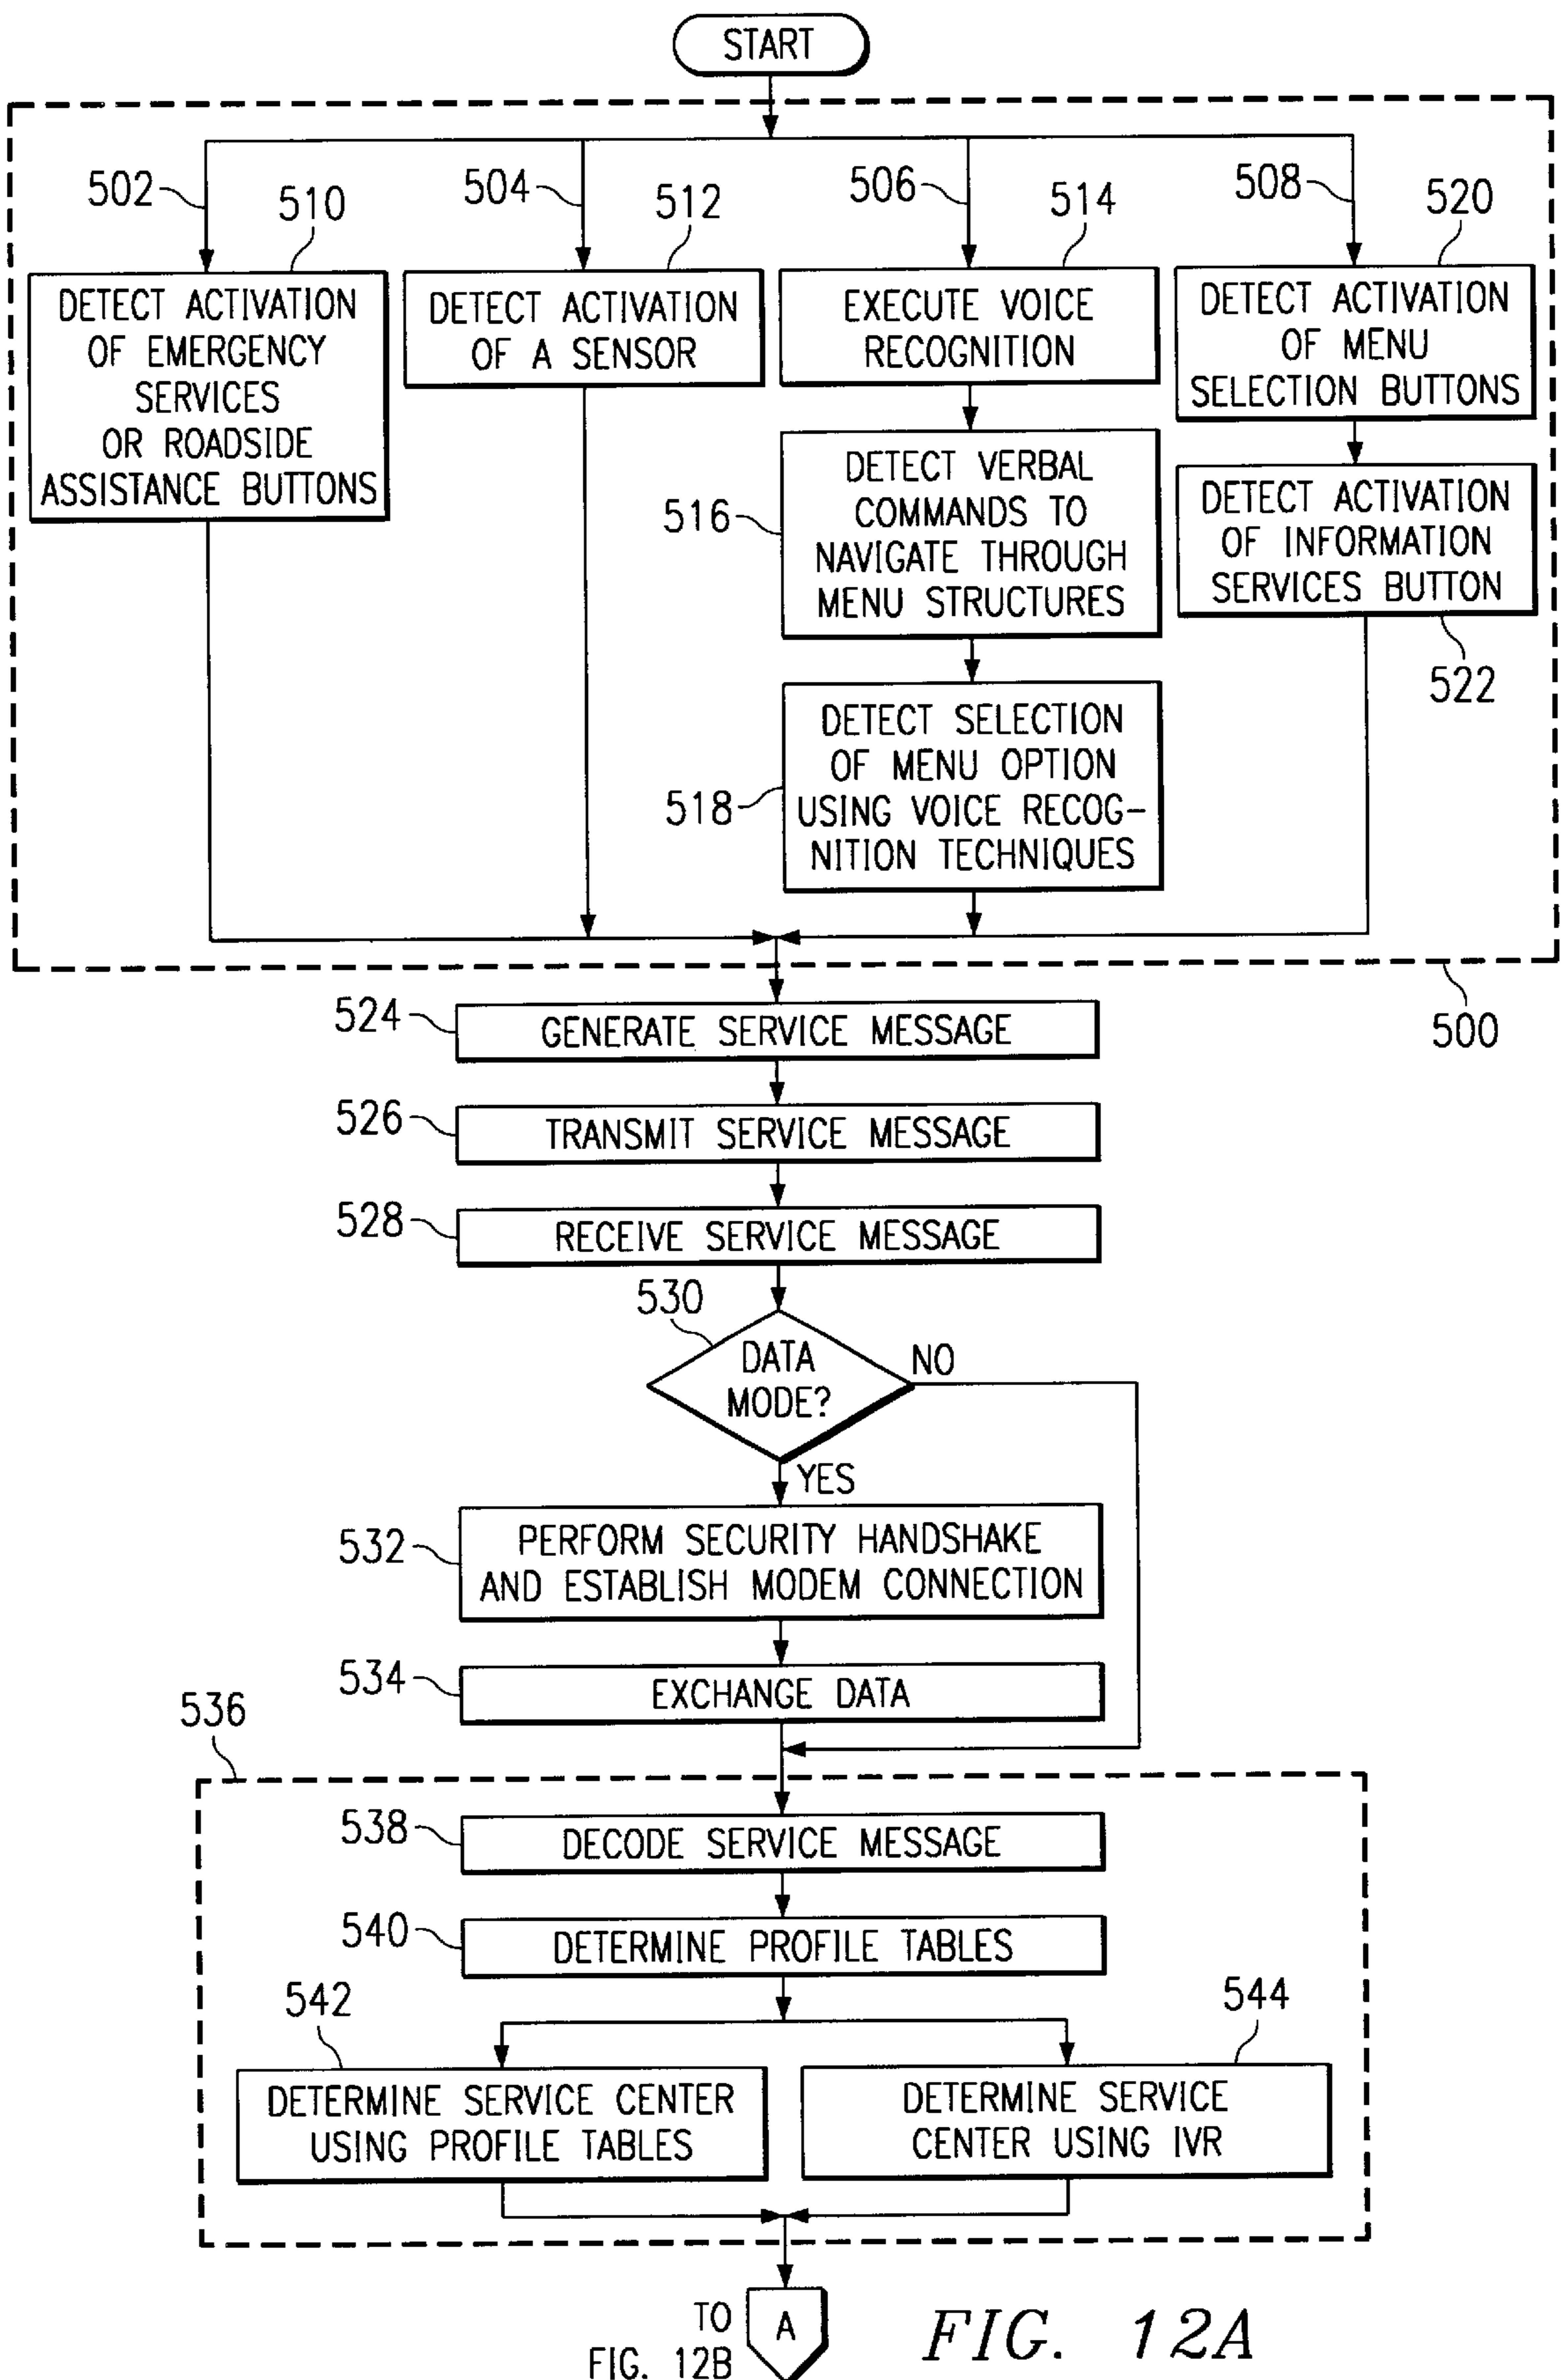 START
502
510
504
512
506
514
508
520
DETECT ACTIVATION
OF EMERGENCY
SERVICES
OR ROADSIDE
ASSISTANCE BUTTONS
DETECT ACTIVATION
OF A SENSOR
EXECUTE VOICE
RECOGNITION
DETECT ACTIVATION
OF MENU
SELECTION BUTTONS
516
DETECT VERBAL
COMMANDS TO
NAVIGATE THROUGH
MENU STRUCTURES
DETECT ACTIVATION
OF INFORMATION
SERVICES BUTTON
522
518
DETECT SELECTION
OF MENU OPTION
USING VOICE RECOG-
NITION TECHNIQUES
500
524
GENERATE SERVICE MESSAGE
526
TRANSMIT SERVICE MESSAGE
528
RECEIVE SERVICE MESSAGE
530
DATA
MODE?
NO
YES
532
PERFORM SECURITY HANDSHAKE
AND ESTABLISH MODEM CONNECTION
534
EXCHANGE DATA
536
538
DECODE SERVICE MESSAGE
540
DETERMINE PROFILE TABLES
542
544
DETERMINE SERVICE CENTER
USING PROFILE TABLES
DETERMINE SERVICE
CENTER USING IVR
TO
FIG. 12B
A
FIG. 12A